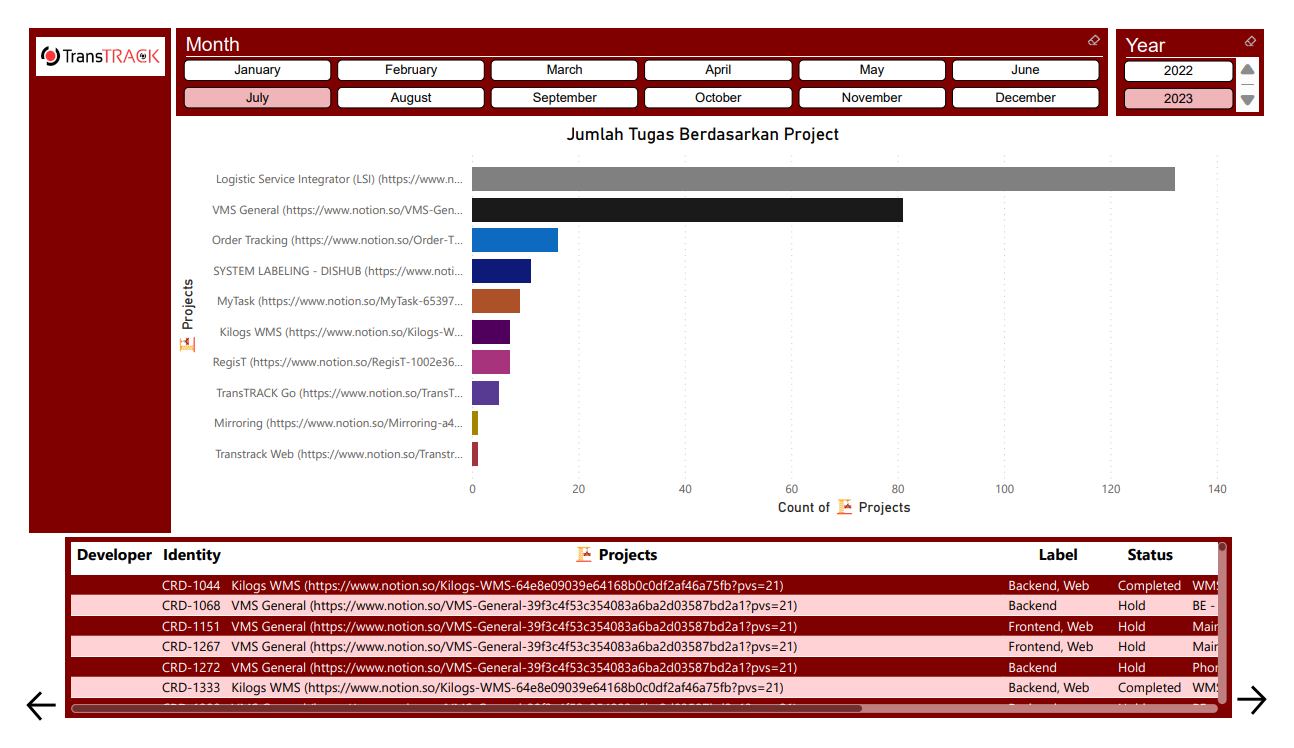 TransTRACK
Month
January February March April May June
July August September October November December
Year
2022
2023
Jumlah Tugas Berdasarkan Project
Projects
Logistic Service Integrator (LSI) (https://www.n...
VMS General (https://www.notion.so/VMS-Gen...
Order Tracking (https://www.notion.so/Order-T...
SYSTEM LABELING - DISHUB (https://www.noti...
MyTask (https://www.notion.so/MyTask-65397...
Kilogs WMS (https://www.notion.so/Kilogs-W...
RegisT (https://www.notion.so/RegisT-1002e36...
TransTRACK Go (https://www.notion.so/TransT...
Mirroring (https://www.notion.so/Mirroring-a4...
Transtrack Web (https://www.notion.so/Transtr...
0 20 40 60 80 100 120 140
Count of Projects
Developer Identity Projects Label Status
CRD-1044 Kilogs WMS (https://www.notion.so/Kilogs-WMS-64e8e09039e64168b0c0df2af46a75fb?pvs=21) Backend, Web Completed WMS
CRD-1068 VMS General (https://www.notion.so/VMS-General-39f3c4f53c354083a6ba2d03587bd2a1?pvs=21) Backend Hold BE -
CRD-1151 VMS General (https://www.notion.so/VMS-General-39f3c4f53c354083a6ba2d03587bd2a1?pvs=21) Frontend, Web Hold Mair
CRD-1267 VMS General (https://www.notion.so/VMS-General-39f3c4f53c354083a6ba2d03587bd2a1?pvs=21) Frontend, Web Hold Mair
CRD-1272 VMS General (https://www.notion.so/VMS-General-39f3c4f53c354083a6ba2d03587bd2a1?pvs=21) Backend Hold Phor
CRD-1333 Kilogs WMS (https://www.notion.so/Kilogs-WMS-64e8e09039e64168b0c0df2af46a75fb?pvs=21) Backend, Web Completed WMS